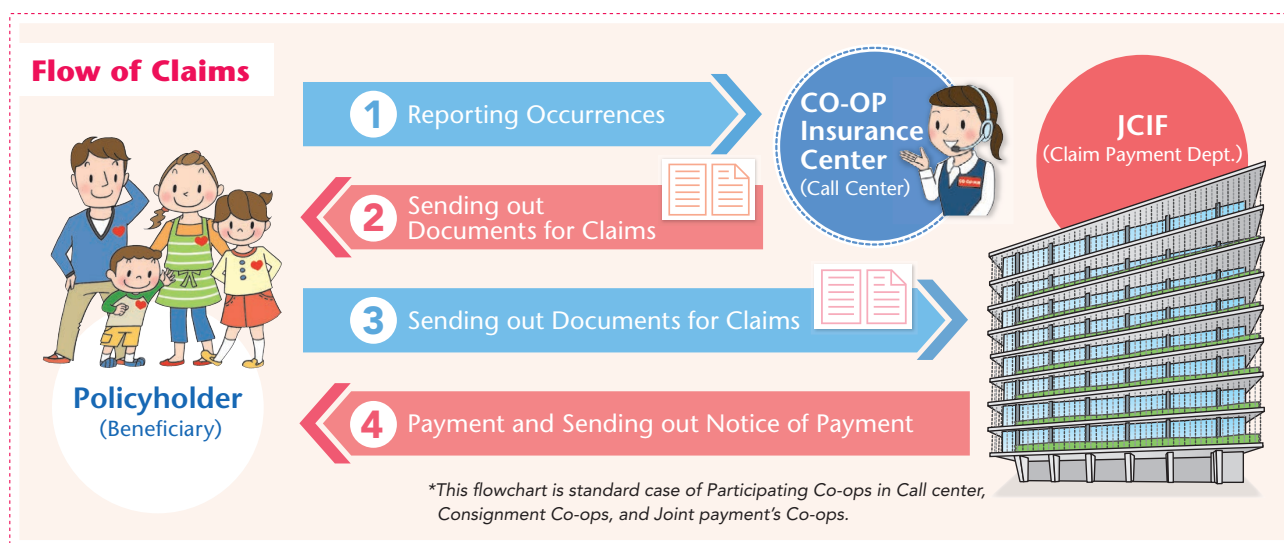 Flow of Claims
1 Reporting Occurrences
CO-OP
Insurance
Center
(Call Center)
JCIF
(Claim Payment Dept.)
2 Sending out
Documents for Claims
3 Sending out Documents for Claims
Policyholder
(Beneficiary)
4 Payment and Sending out Notice of Payment
*This flowchart is standard case of Participating Co-ops in Call center,
Consignment Co-ops, and Joint payment's Co-ops.